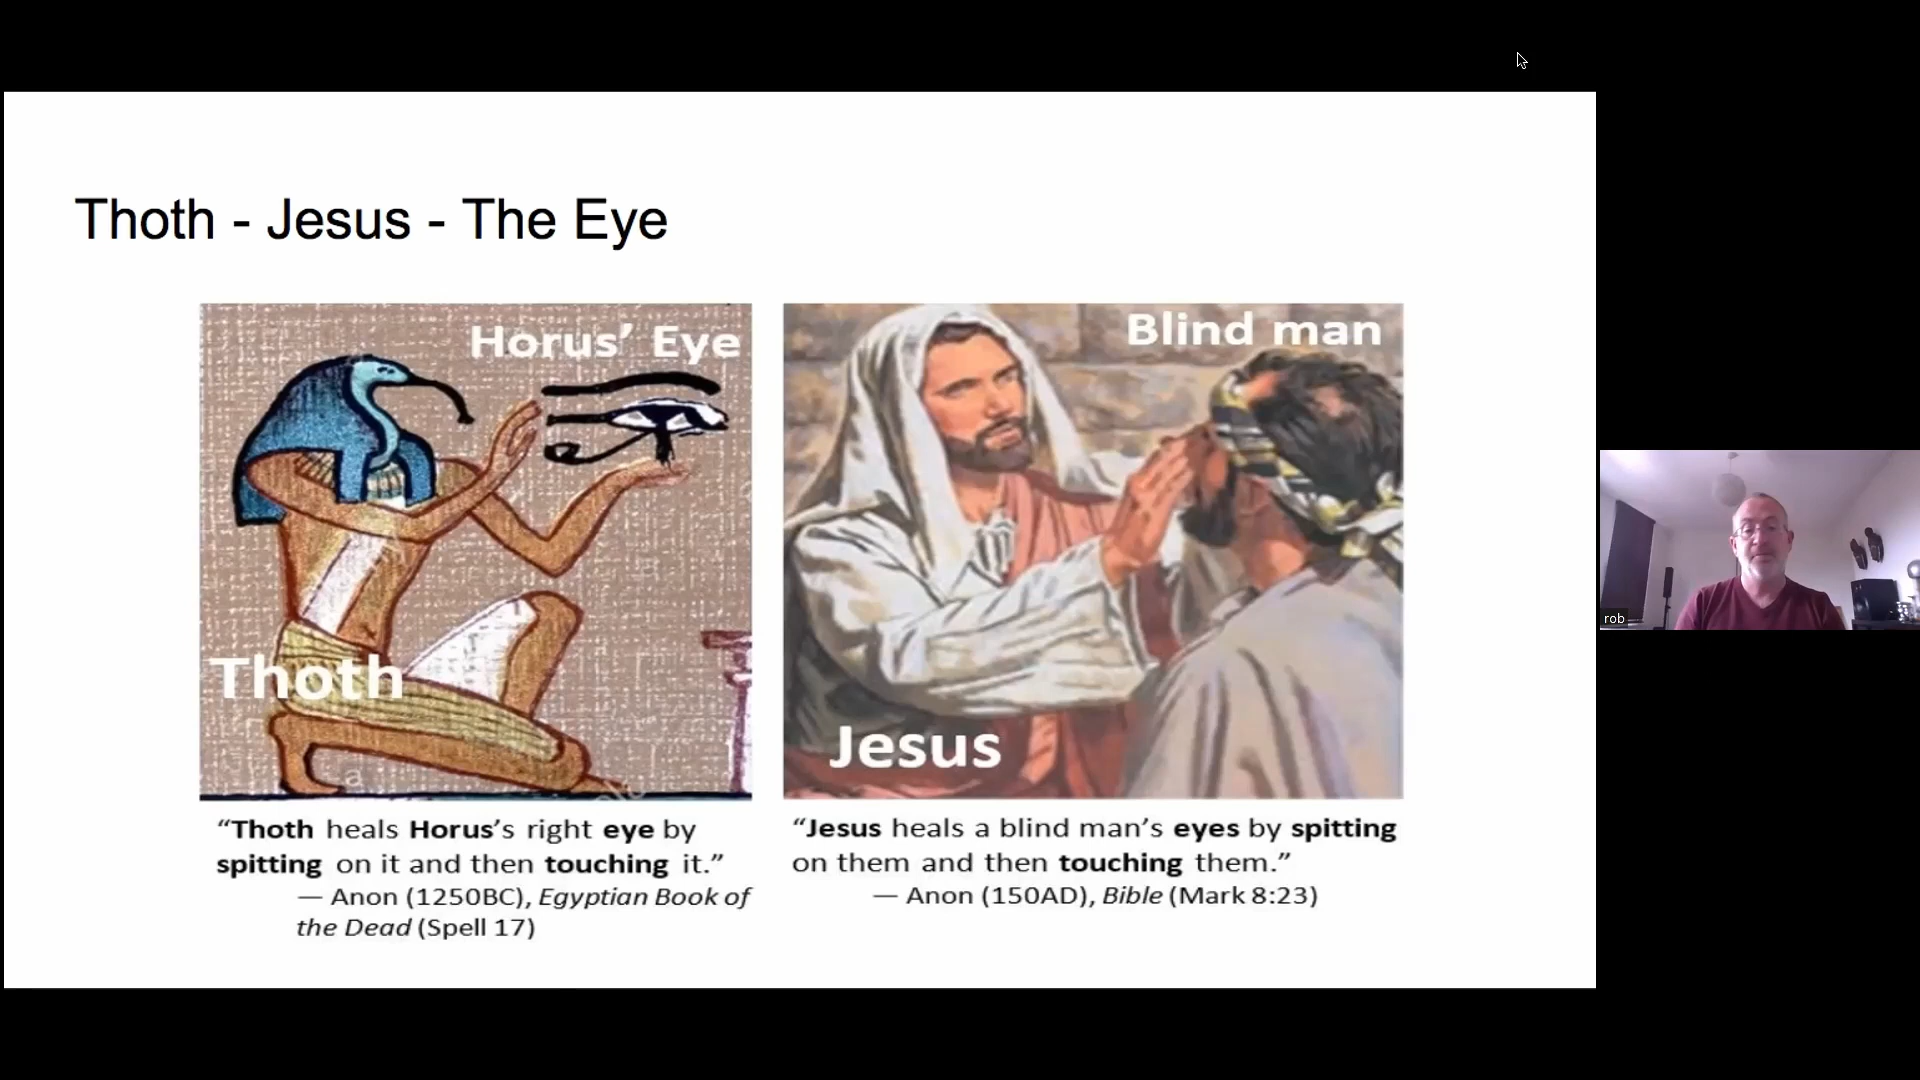 Thoth - Jesus - The Eye
Horus’ Eye
Thoth
a
Blind man
Jesus
“Thoth heals Horus’s right eye by
spitting on it and then touching it.”
— Anon (1250BC), Egyptian Book of
the Dead (Spell 17)
“Jesus heals a blind man’s eyes by spitting
on them and then touching them.”
— Anon (150AD), Bible (Mark 8:23)
rob